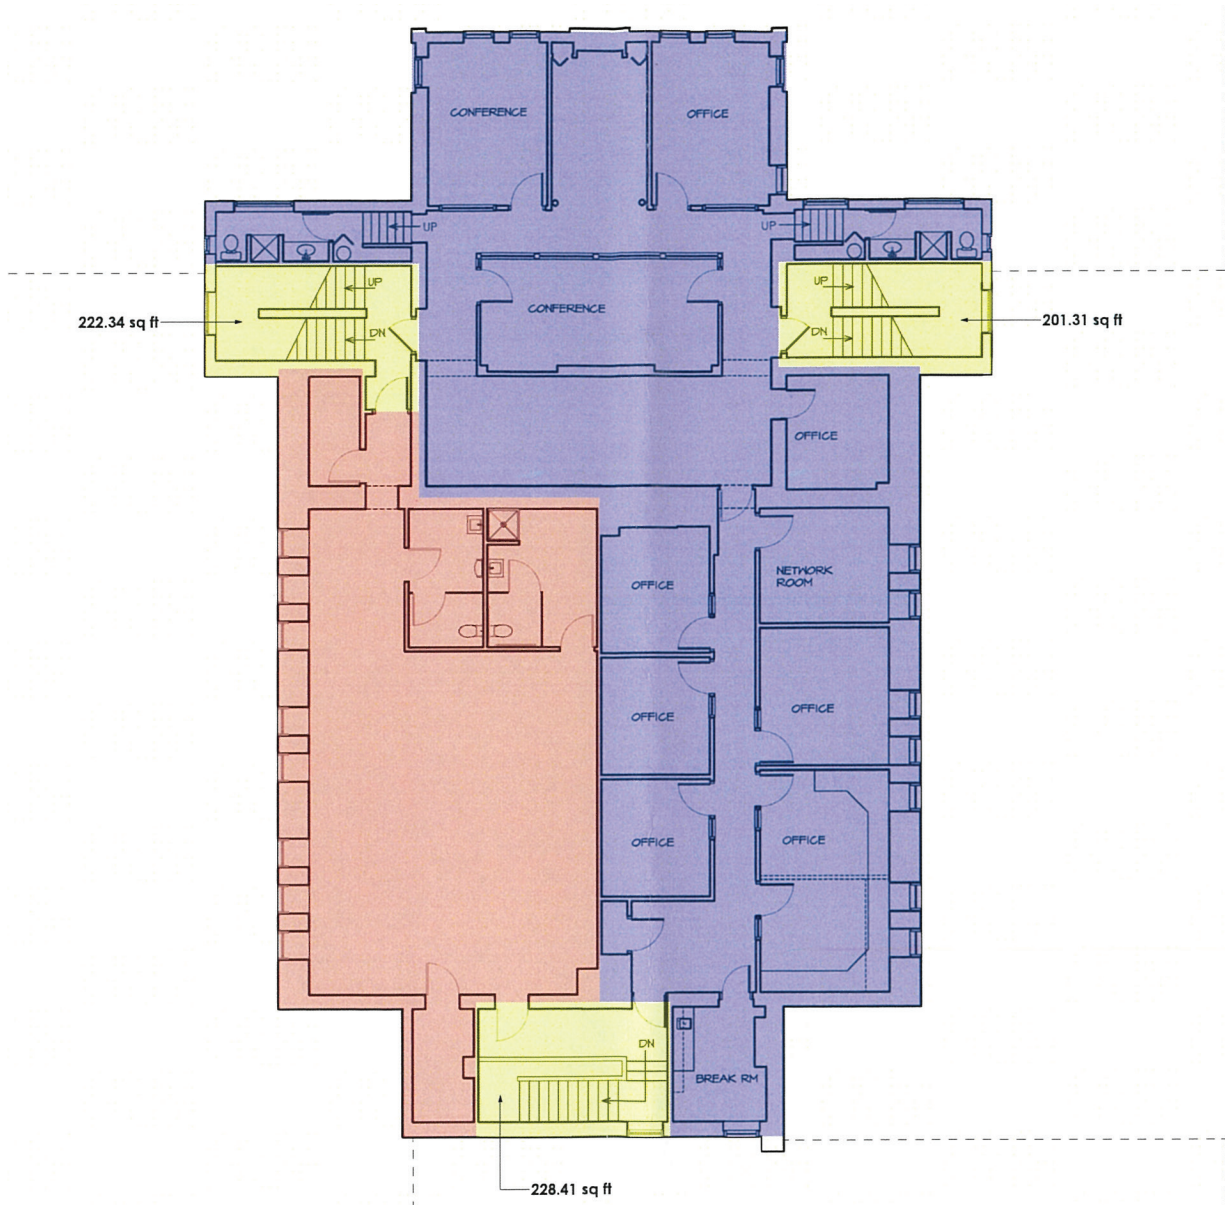 CONFERENCE
OFFICE
UP
UP
UP
UP
CONFERENCE
222.34 sq ft
DN
DN
201.31 sq ft
OFFICE
NETWORK
ROOM
OFFICE
OFFICE
OFFICE
OFFICE
OFFICE
DN
BREAK RM
228.41 sq ft